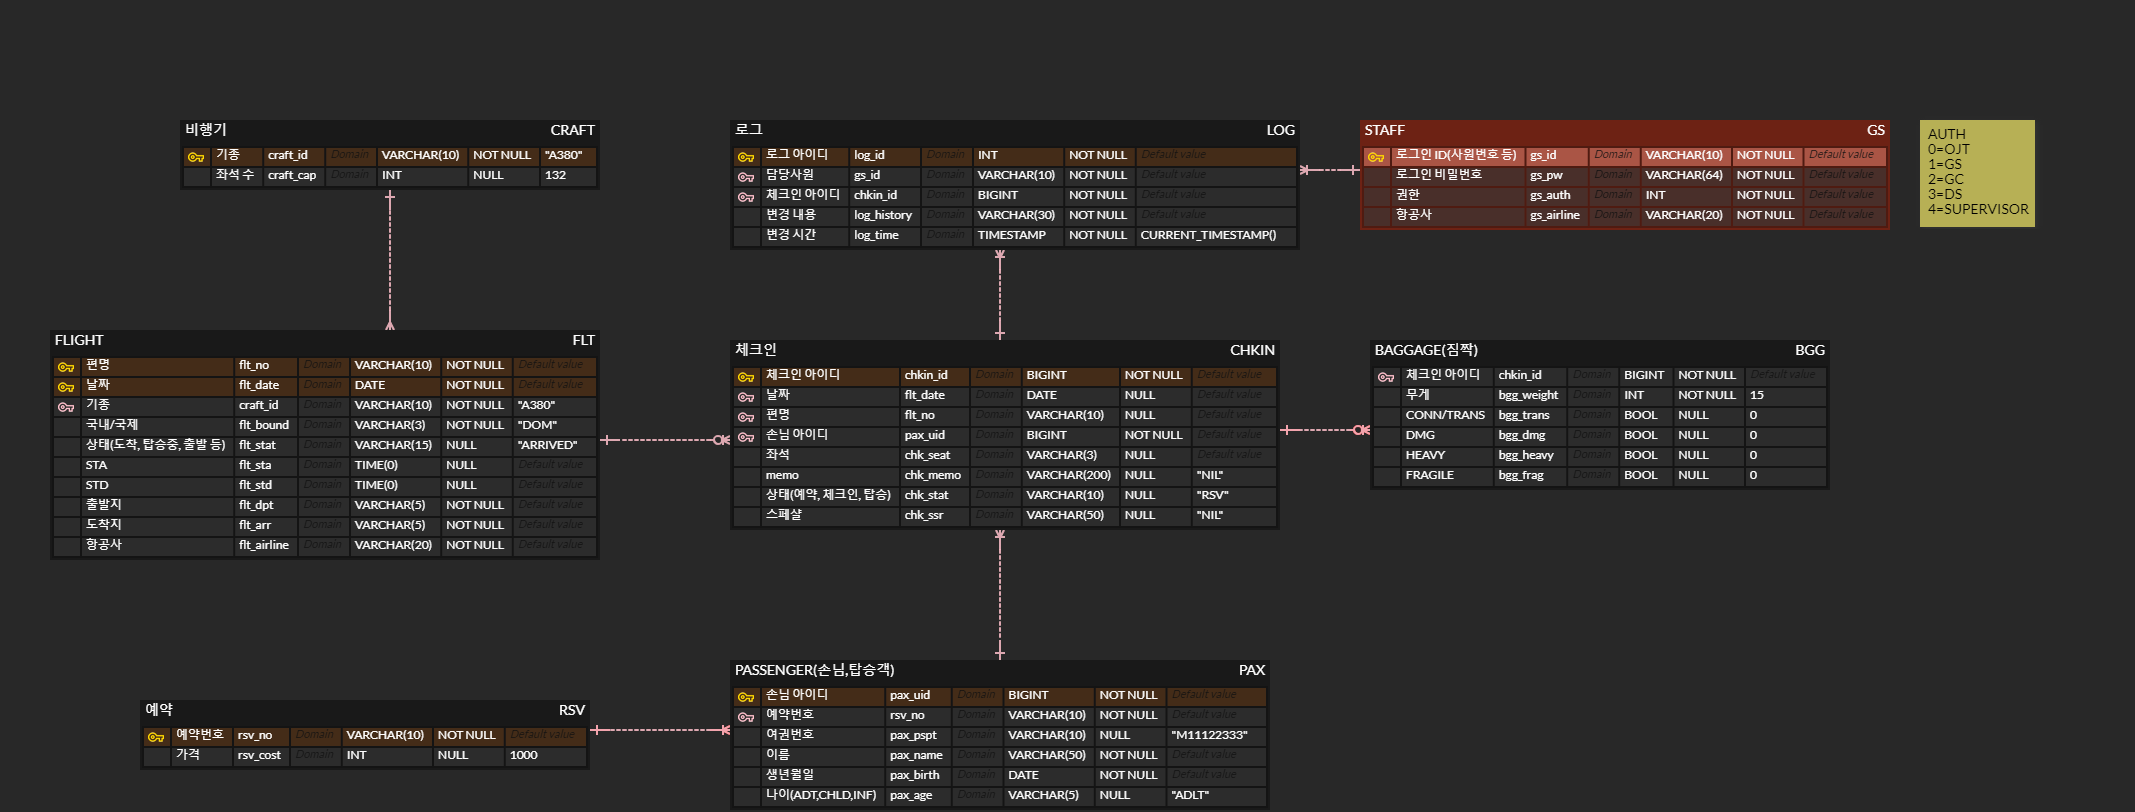 비행기 CRAFT
기종 craft_id Domain VARCHAR(10) NOT NULL "A380"
좌석 수 craft_cap Domain INT NULL 132
로그 LOG
로그 아이디 log_id Domain INT NOT NULL Default value
담당사원 gs_id Domain VARCHAR(10) NOT NULL Default value
체크인 아이디 chkin_id Domain BIGINT NOT NULL Default value
변경 내용 log_history Domain VARCHAR(30) NOT NULL Default value
변경 시간 log_time Domain TIMESTAMP NOT NULL CURRENT_TIMESTAMP()
STAFF GS
로그인 ID(사원번호 등) gs_id Domain VARCHAR(10) NOT NULL Default value
로그인 비밀번호 gs_pw Domain VARCHAR(64) NOT NULL Default value
권한 gs_auth Domain INT NOT NULL Default value
항공사 gs_airline Domain VARCHAR(20) NOT NULL Default value
AUTH
0=OJT
1=GS
2=GC
3=DS
4=SUPERVISOR
FLIGHT FLT
편명 flt_no Domain VARCHAR(10) NOT NULL Default value
날짜 flt_date Domain DATE NOT NULL Default value
기종 craft_id Domain VARCHAR(10) NOT NULL "A380"
국내/국제 flt_bound Domain VARCHAR(3) NOT NULL "DOM"
상태(도착, 탑승중, 출발 등) flt_stat Domain VARCHAR(15) NULL "ARRIVED"
STA flt_sta Domain TIME(0) NULL Default value
STD flt_std Domain TIME(0) NULL Default value
출발지 flt_dpt Domain VARCHAR(5) NOT NULL Default value
도착지 flt_arr Domain VARCHAR(5) NOT NULL Default value
항공사 flt_airline Domain VARCHAR(20) NOT NULL Default value
체크인 CHKIN
체크인 아이디 chkin_id Domain BIGINT NOT NULL Default value
날짜 flt_date Domain DATE NULL Default value
편명 flt_no Domain VARCHAR(10) NULL Default value
손님 아이디 pax_uid Domain BIGINT NOT NULL Default value
좌석 chk_seat Domain VARCHAR(3) NULL Default value
memo chk_memo Domain VARCHAR(200) NULL "NIL"
상태(예약, 체크인, 탑승) chk_stat Domain VARCHAR(10) NULL "RSV"
스페샬 chk_ssr Domain VARCHAR(50) NULL "NIL"
BAGGAGE(짐짝) BGG
체크인 아이디 chkin_id Domain BIGINT NOT NULL Default value
무게 bgg_weight Domain INT NOT NULL 15
CONN/TRANS bgg_trans Domain BOOL NULL 0
DMG bgg_dmg Domain BOOL NULL 0
HEAVY bgg_heavy Domain BOOL NULL 0
FRAGILE bgg_frag Domain BOOL NULL 0
예약 RSV
예약번호 rsv_no Domain VARCHAR(10) NOT NULL Default value
가격 rsv_cost Domain INT NULL 1000
PASSENGER(손님,탑승객) PAX
손님 아이디 pax_uid Domain BIGINT NOT NULL Default value
예약번호 rsv_no Domain VARCHAR(10) NOT NULL Default value
여권번호 pax_pspt Domain VARCHAR(10) NULL "M11122333"
이름 pax_name Domain VARCHAR(50) NOT NULL Default value
생년월일 pax_birth Domain DATE NOT NULL Default value
나이(ADT,CHLD,INF) pax_age Domain VARCHAR(5) NULL "ADLT"